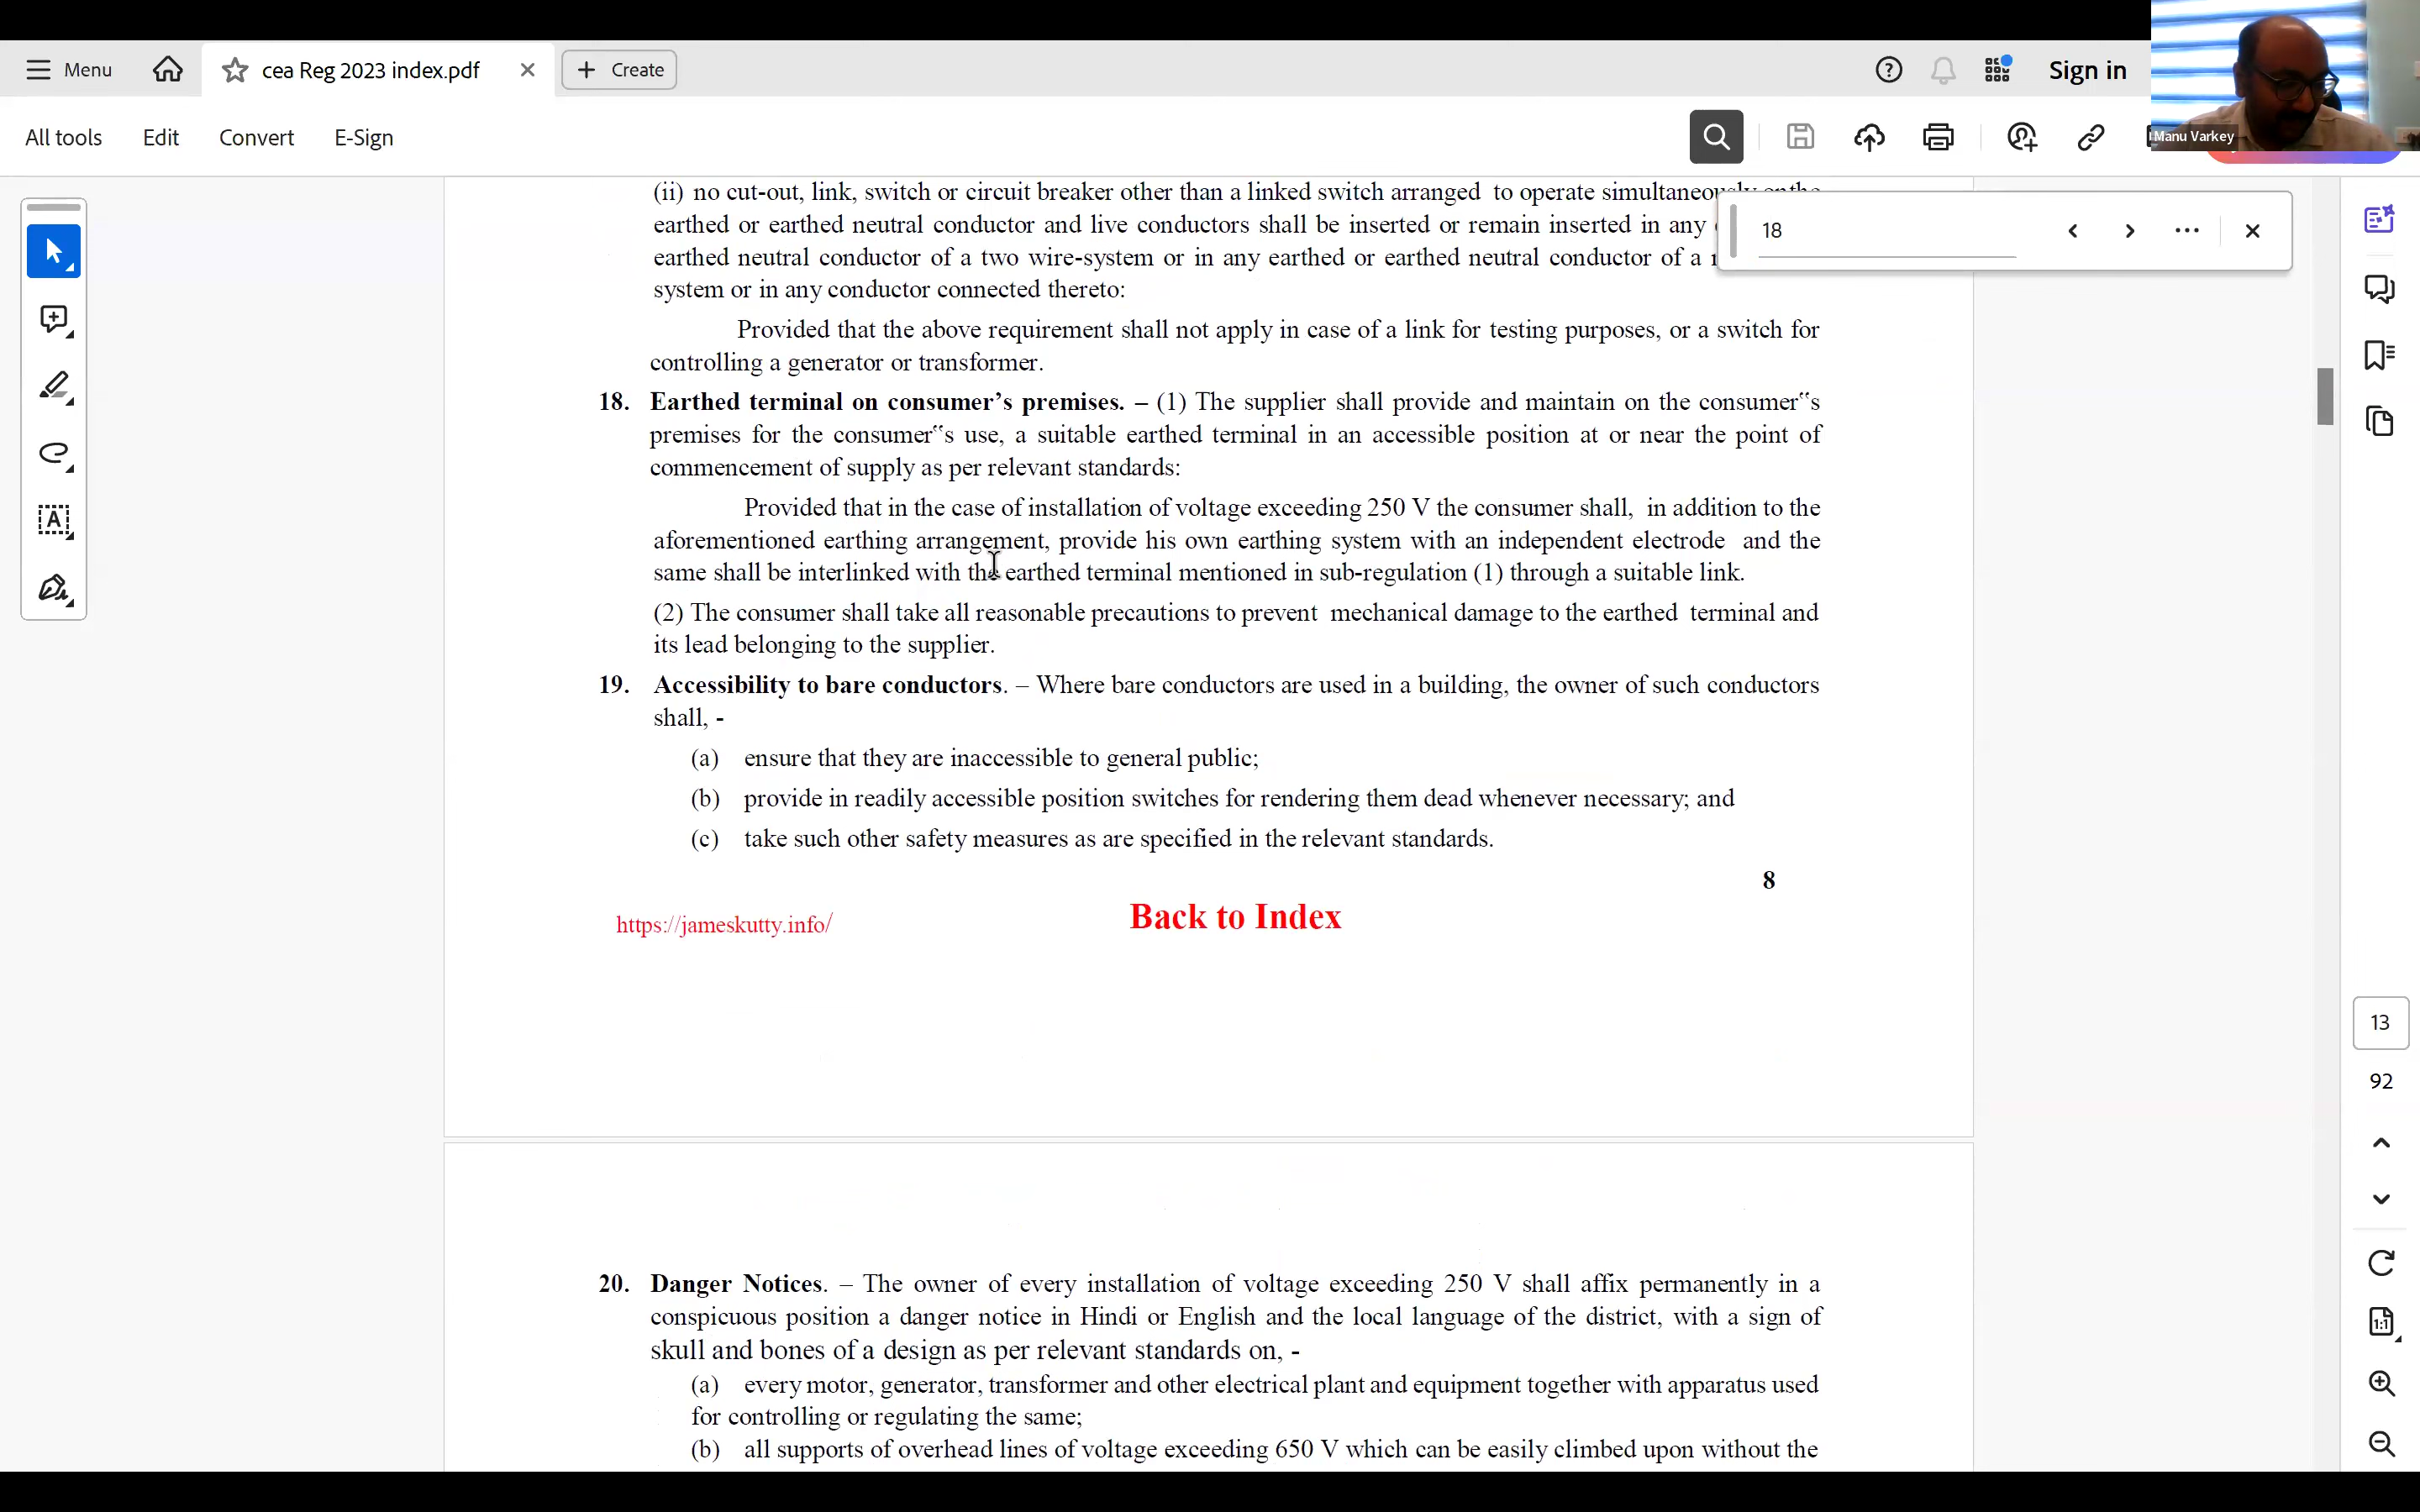 Menu
cea Reg 2023 index.pdf
Create
Sign in
All tools
Edit
Convert
E-Sign
Manu Varkey
18
(ii) no cut-out, link, switch or circuit breaker other than a linked switch arranged to operate simultaneously on the
earthed or earthed neutral conductor and live conductors shall be inserted or remain inserted in any
earthed neutral conductor of a two wire-system or in any earthed or earthed neutral conductor of a
system or in any conductor connected thereto:
Provided that the above requirement shall not apply in case of a link for testing purposes, or a switch for
controlling a generator or transformer.
18. Earthed terminal on consumer’s premises. – (1) The supplier shall provide and maintain on the consumer‟s
premises for the consumer‟s use, a suitable earthed terminal in an accessible position at or near the point of
commencement of supply as per relevant standards:
Provided that in the case of installation of voltage exceeding 250 V the consumer shall, in addition to the
aforementioned earthing arrangement, provide his own earthing system with an independent electrode and the
same shall be interlinked with the earthed terminal mentioned in sub-regulation (1) through a suitable link.
(2) The consumer shall take all reasonable precautions to prevent mechanical damage to the earthed terminal and
its lead belonging to the supplier.
19. Accessibility to bare conductors. – Where bare conductors are used in a building, the owner of such conductors
shall, -
(a) ensure that they are inaccessible to general public;
(b) provide in readily accessible position switches for rendering them dead whenever necessary; and
(c) take such other safety measures as are specified in the relevant standards.
8
https://jameskutty.info/
Back to Index
20. Danger Notices. – The owner of every installation of voltage exceeding 250 V shall affix permanently in a
conspicuous position a danger notice in Hindi or English and the local language of the district, with a sign of
skull and bones of a design as per relevant standards on, -
(a) every motor, generator, transformer and other electrical plant and equipment together with apparatus used
for controlling or regulating the same;
(b) all supports of overhead lines of voltage exceeding 650 V which can be easily climbed upon without the
13
92